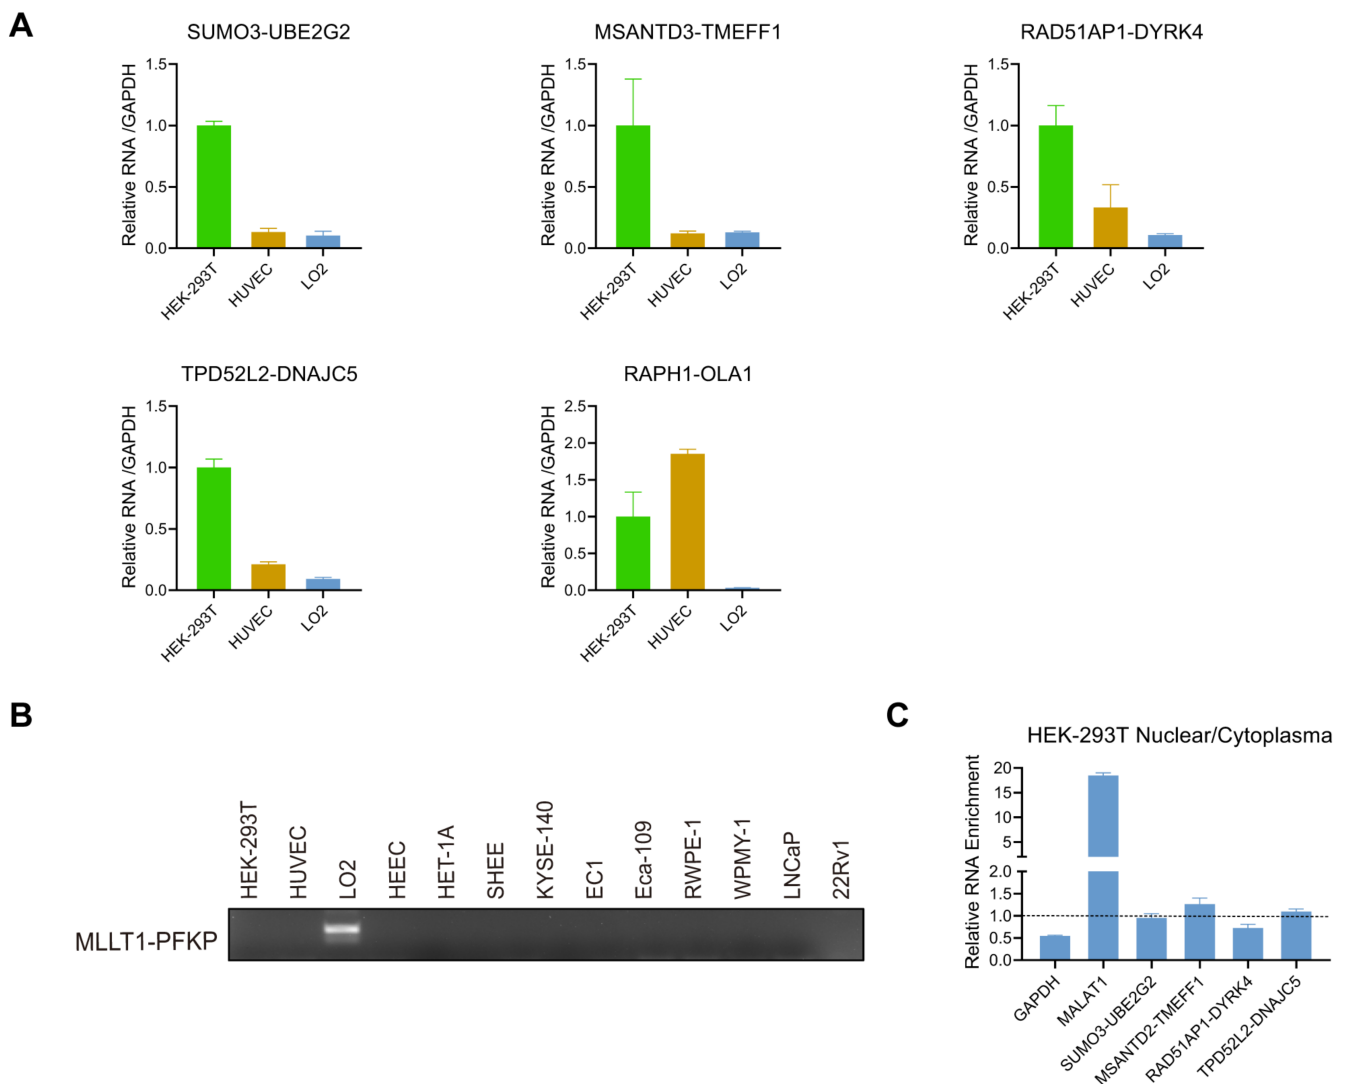 A
SUMO3-UBE2G2
MSANTD3-TMEFF1
RAD51AP1-DYRK4
Relative RNA /GAPDH
1.5
1.0
0.5
0.0
HEK-293T
HUVEC
LO2
Relative RNA /GAPDH
1.5
1.0
0.5
0.0
HEK-293T
HUVEC
LO2
Relative RNA /GAPDH
1.5
1.0
0.5
0.0
HEK-293T
HUVEC
LO2
TPD52L2-DNAJC5
RAPH1-OLA1
Relative RNA /GAPDH
1.5
1.0
0.5
0.0
HEK-293T
HUVEC
LO2
Relative RNA /GAPDH
2.5
2.0
1.5
1.0
0.5
0.0
HEK-293T
HUVEC
LO2
B
HEK-293T
HUVEC
LO2
HEEC
HET-1A
SHEE
KYSE-140
EC1
Eca-109
RWPE-1
WPMY-1
LNCaP
22Rv1
MLLT1-PFKP
C
HEK-293T Nuclear/Cytoplasma
Relative RNA Enrichment
20
15
10
5
2.0
1.5
1.0
0.5
0.0
GAPDH
MALAT1
SUMO3-UBE2G2
MSANTD2-TMEFF1
RAD51AP1-DYRK4
TPD52L2-DNAJC5